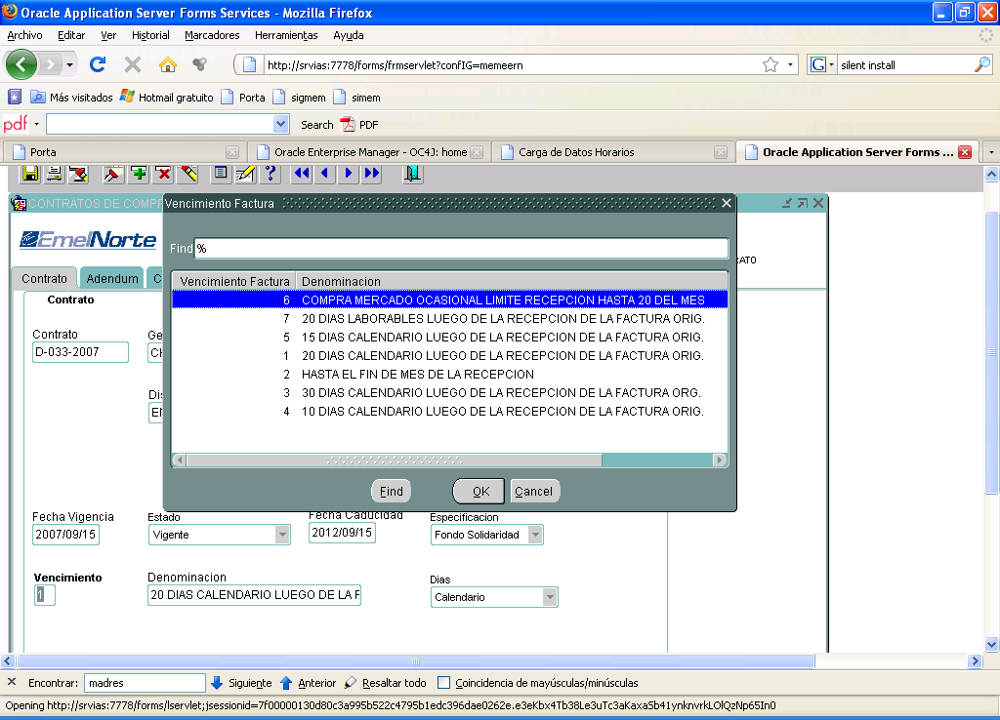 Oracle Application Server Forms Services - Mozilla Firefox
Archivo Editar Ver Historial Marcadores Herramientas Ayuda
http://srvias:7778/forms/frmservlet?confIG=memeern
G silent install
Más visitados Hotmail gratuito Porta sigmem simem
pdf Search PDF
Porta Oracle Enterprise Manager - OC4J: home Carga de Datos Horarios Oracle Application Server Forms ...
CONTRATOS DE COMPR
Vencimiento Factura
EmelNorte
Find %
ATO
Contrato Adendum C
Vencimiento Factura Denominacion
Contrato
6 COMPRA MERCADO OCASIONAL LIMITE RECEPCION HASTA 20 DEL MES
7 20 DIAS LABORABLES LUEGO DE LA RECEPCION DE LA FACTURA ORIG.
5 15 DIAS CALENDARIO LUEGO DE LA RECEPCION DE LA FACTURA ORIG.
1 20 DIAS CALENDARIO LUEGO DE LA RECEPCION DE LA FACTURA ORIG.
2 HASTA EL FIN DE MES DE LA RECEPCION
3 30 DIAS CALENDARIO LUEGO DE LA RECEPCION DE LA FACTURA ORG.
4 10 DIAS CALENDARIO LUEGO DE LA RECEPCION DE LA FACTURA ORIG.
Contrato Ge
D-033-2007
Dis
Find OK Cancel
Fecha Vigencia Estado Fecha Caducidad Especificacion
2007/09/15 Vigente 2012/09/15 Fondo Solidaridad
Vencimiento Denominacion Dias
1 20 DIAS CALENDARIO LUEGO DE LA F Calendario
Encontrar: madres Siguiente Anterior Resaltar todo Coincidencia de mayúsculas/minúsculas
Opening http://srvias:7778/forms/lservlet;jsessionid=7f00000130d80c3a995b522c4795b1edc396dae0262e.e3eKbx4Tb38Le3uTc3aKaxaSb41ynknvrkLOlQzNp65In0